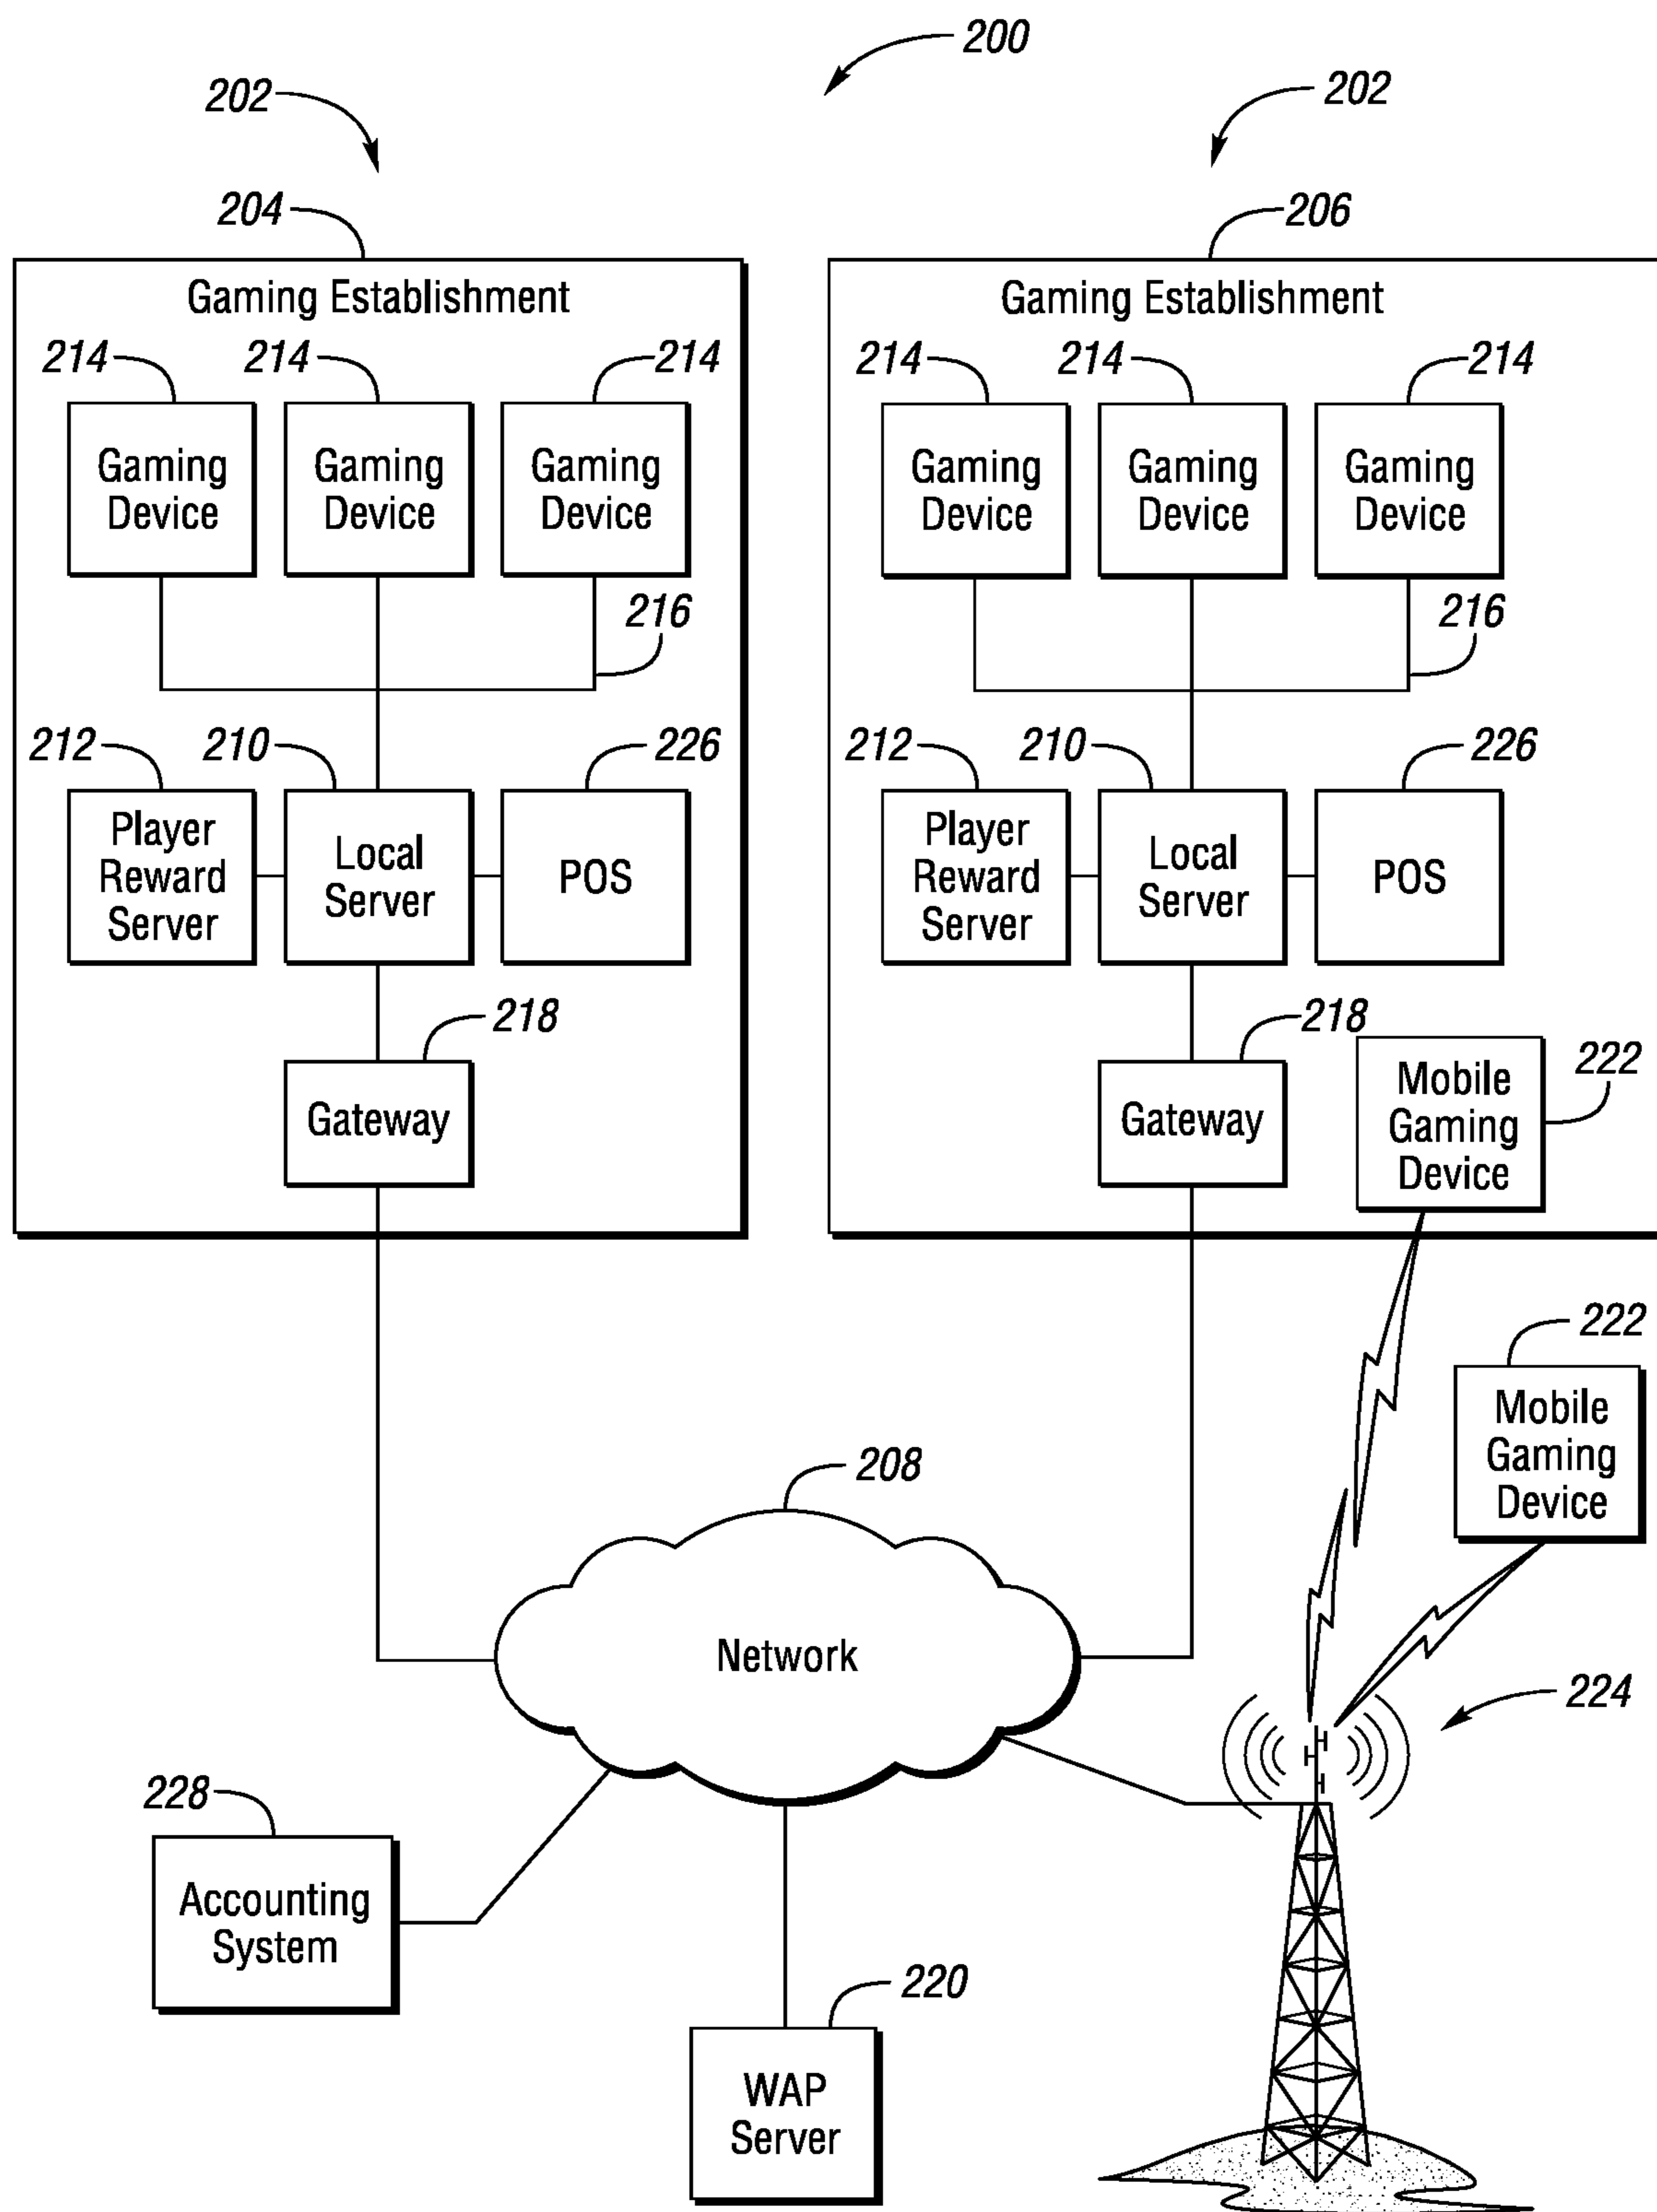 200
202
202
204
206
Gaming Establishment
Gaming Establishment
214
214
214
214
214
214
Gaming
Device
Gaming
Device
Gaming
Device
Gaming
Device
Gaming
Device
Gaming
Device
216
216
212
210
226
212
210
226
Player
Reward
Server
Local
Server
POS
Player
Reward
Server
Local
Server
POS
218
218
222
Gateway
Gateway
Mobile
Gaming
Device
222
Mobile
Gaming
Device
208
Network
224
228
Accounting
System
220
WAP
Server